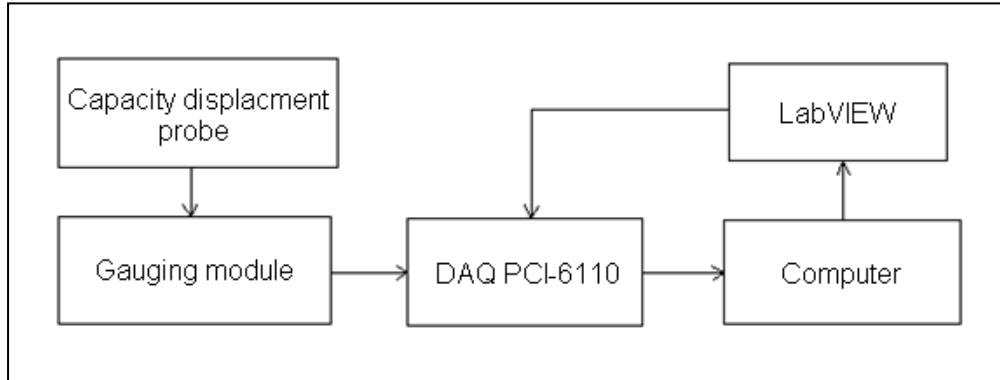 Capacity displacment
probe
LabVIEW
Gauging module
DAQ PCI-6110
Computer